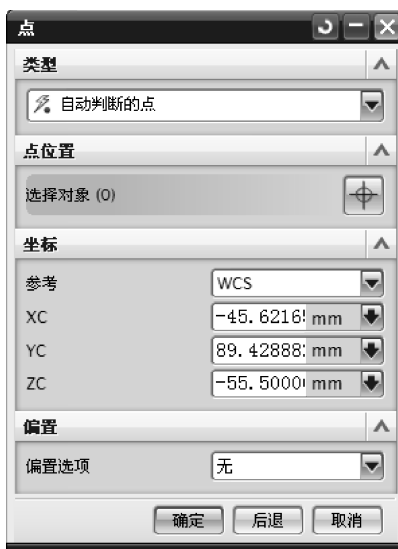 点
类型
自动判断的点
点位置
选择对象 (0)
坐标
参考 WCS
XC -45.6216 mm
YC 89.42888 mm
ZC -55.5000 mm
偏置
偏置选项 无
确定 后退 取消